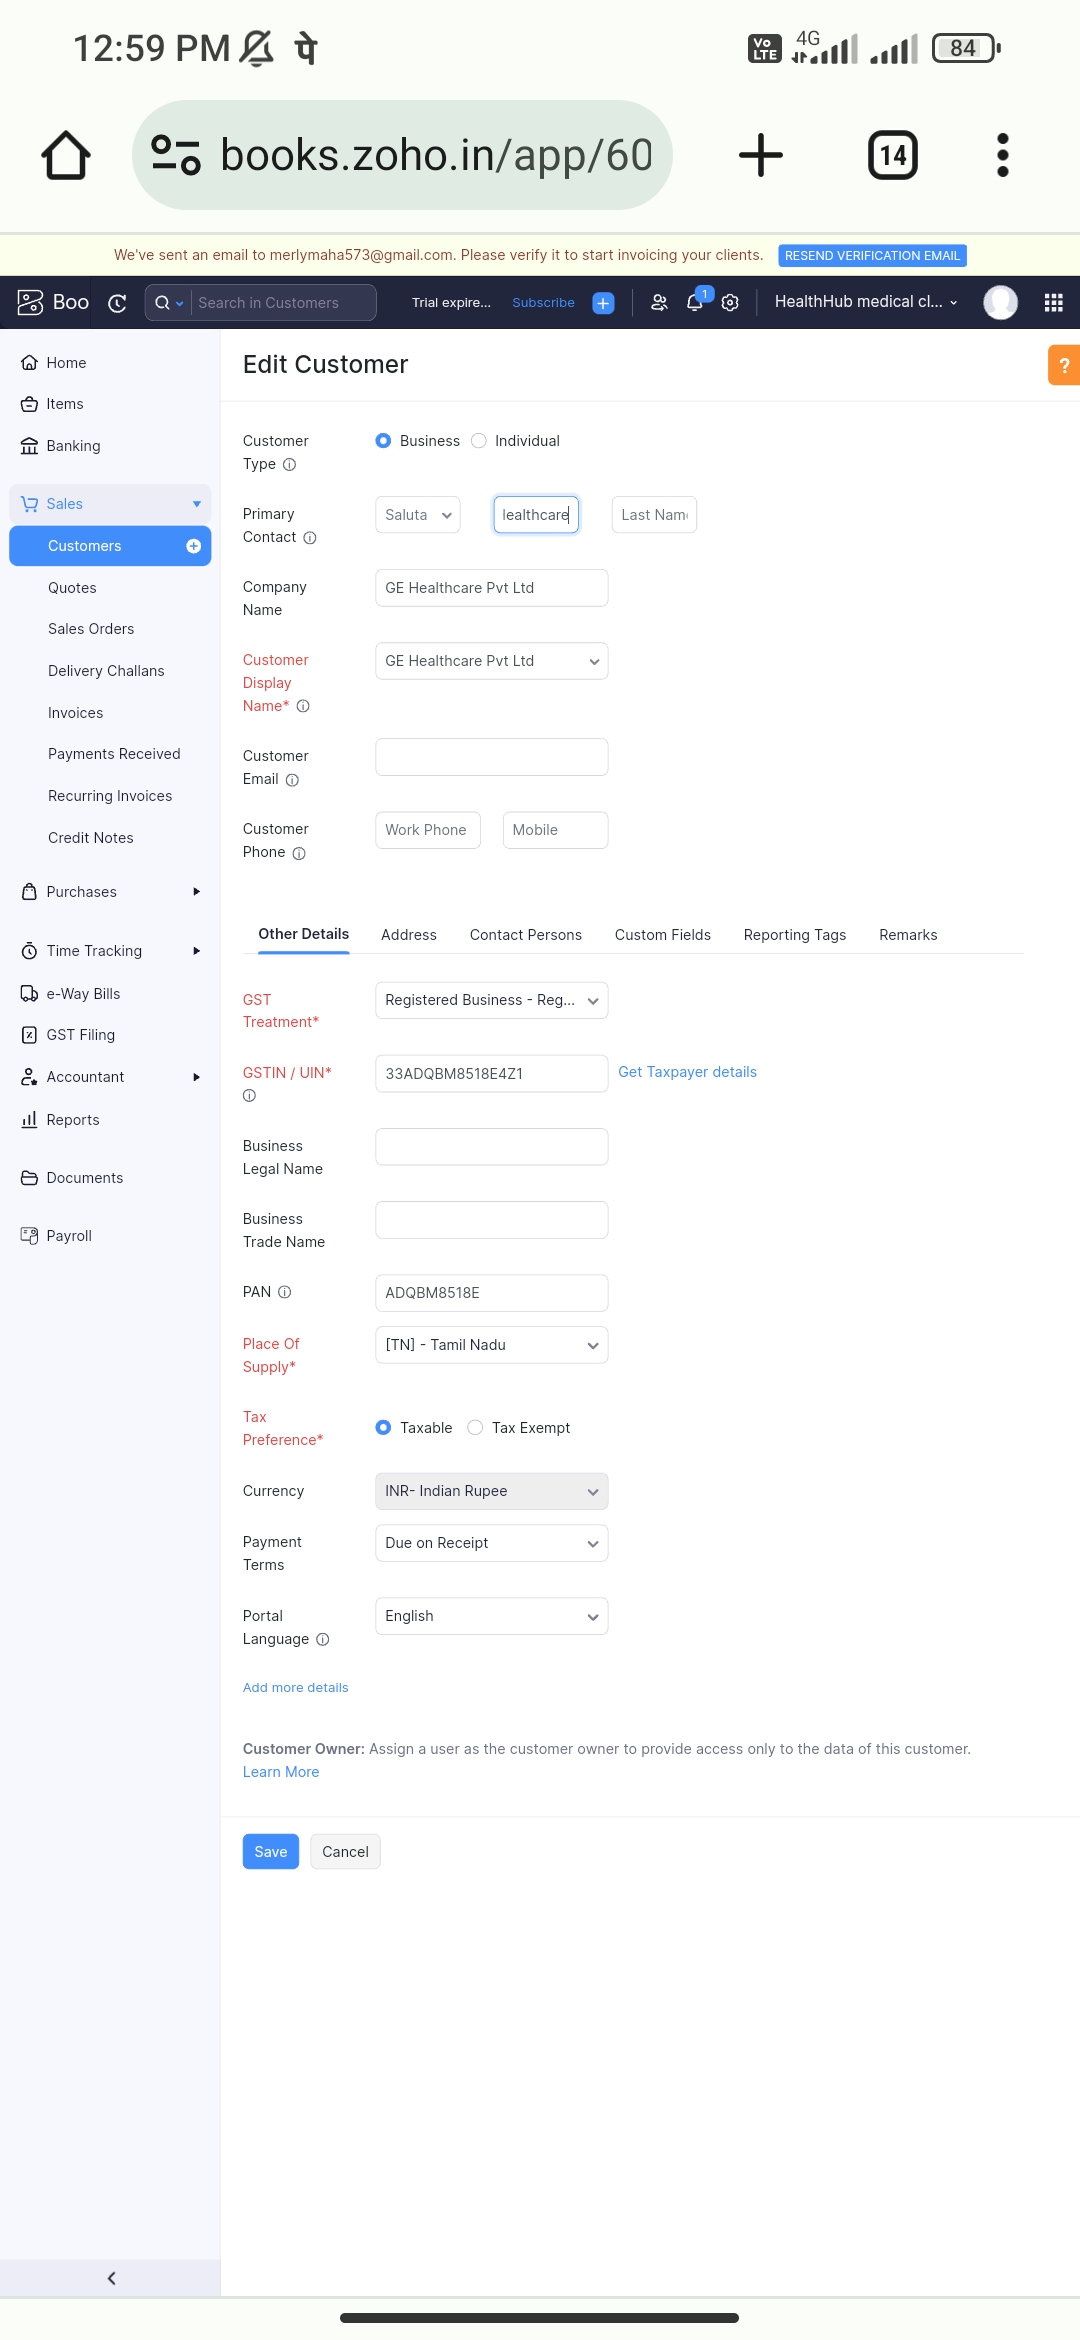 12:59 PM पे
Vo LTE 4G 84
books.zoho.in/app/60
14
We've sent an email to merlymaha573@gmail.com. Please verify it to start invoicing your clients. RESEND VERIFICATION EMAIL
Boo Search in Customers Trial expire... Subscribe 1 HealthHub medical cl...
Home
Items
Banking
Sales
Customers
Quotes
Sales Orders
Delivery Challans
Invoices
Payments Received
Recurring Invoices
Credit Notes
Purchases
Time Tracking
e-Way Bills
GST Filing
Accountant
Reports
Documents
Payroll
Edit Customer
?
Customer Type Business Individual
Primary Contact Saluta lealthcare Last Nam
Company Name GE Healthcare Pvt Ltd
Customer Display Name* GE Healthcare Pvt Ltd
Customer Email
Customer Phone Work Phone Mobile
Other Details Address Contact Persons Custom Fields Reporting Tags Remarks
GST Treatment* Registered Business - Reg...
GSTIN / UIN* 33ADQBM8518E4Z1 Get Taxpayer details
Business Legal Name
Business Trade Name
PAN ADQBM8518E
Place Of Supply* [TN] - Tamil Nadu
Tax Preference* Taxable Tax Exempt
Currency INR- Indian Rupee
Payment Terms Due on Receipt
Portal Language English
Add more details
Customer Owner: Assign a user as the customer owner to provide access only to the data of this customer.
Learn More
Save Cancel